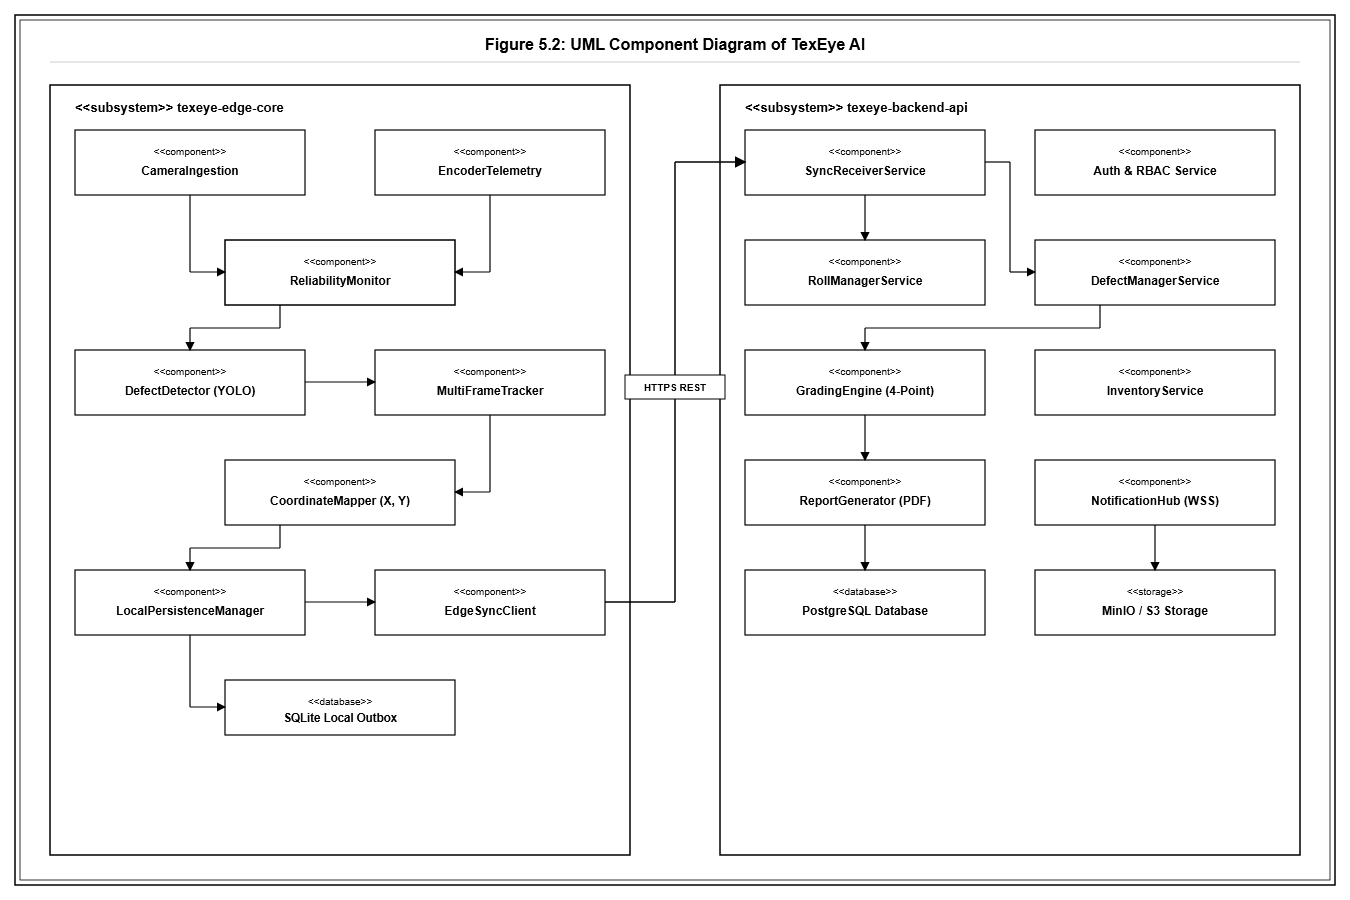 Figure 5.2: UML Component Diagram of TexEye AI
<<subsystem>> texeye-edge-core
<<component>>
CameraIngestion
<<component>>
EncoderTelemetry
<<component>>
ReliabilityMonitor
<<component>>
DefectDetector (YOLO)
<<component>>
MultiFrameTracker
<<component>>
CoordinateMapper (X, Y)
<<component>>
LocalPersistenceManager
<<component>>
EdgeSyncClient
<<database>>
SQLite Local Outbox
HTTPS REST
<<subsystem>> texeye-backend-api
<<component>>
SyncReceiverService
<<component>>
Auth & RBAC Service
<<component>>
RollManagerService
<<component>>
DefectManagerService
<<component>>
GradingEngine (4-Point)
<<component>>
InventoryService
<<component>>
ReportGenerator (PDF)
<<component>>
NotificationHub (WSS)
<<database>>
PostgreSQL Database
<<storage>>
MinIO / S3 Storage